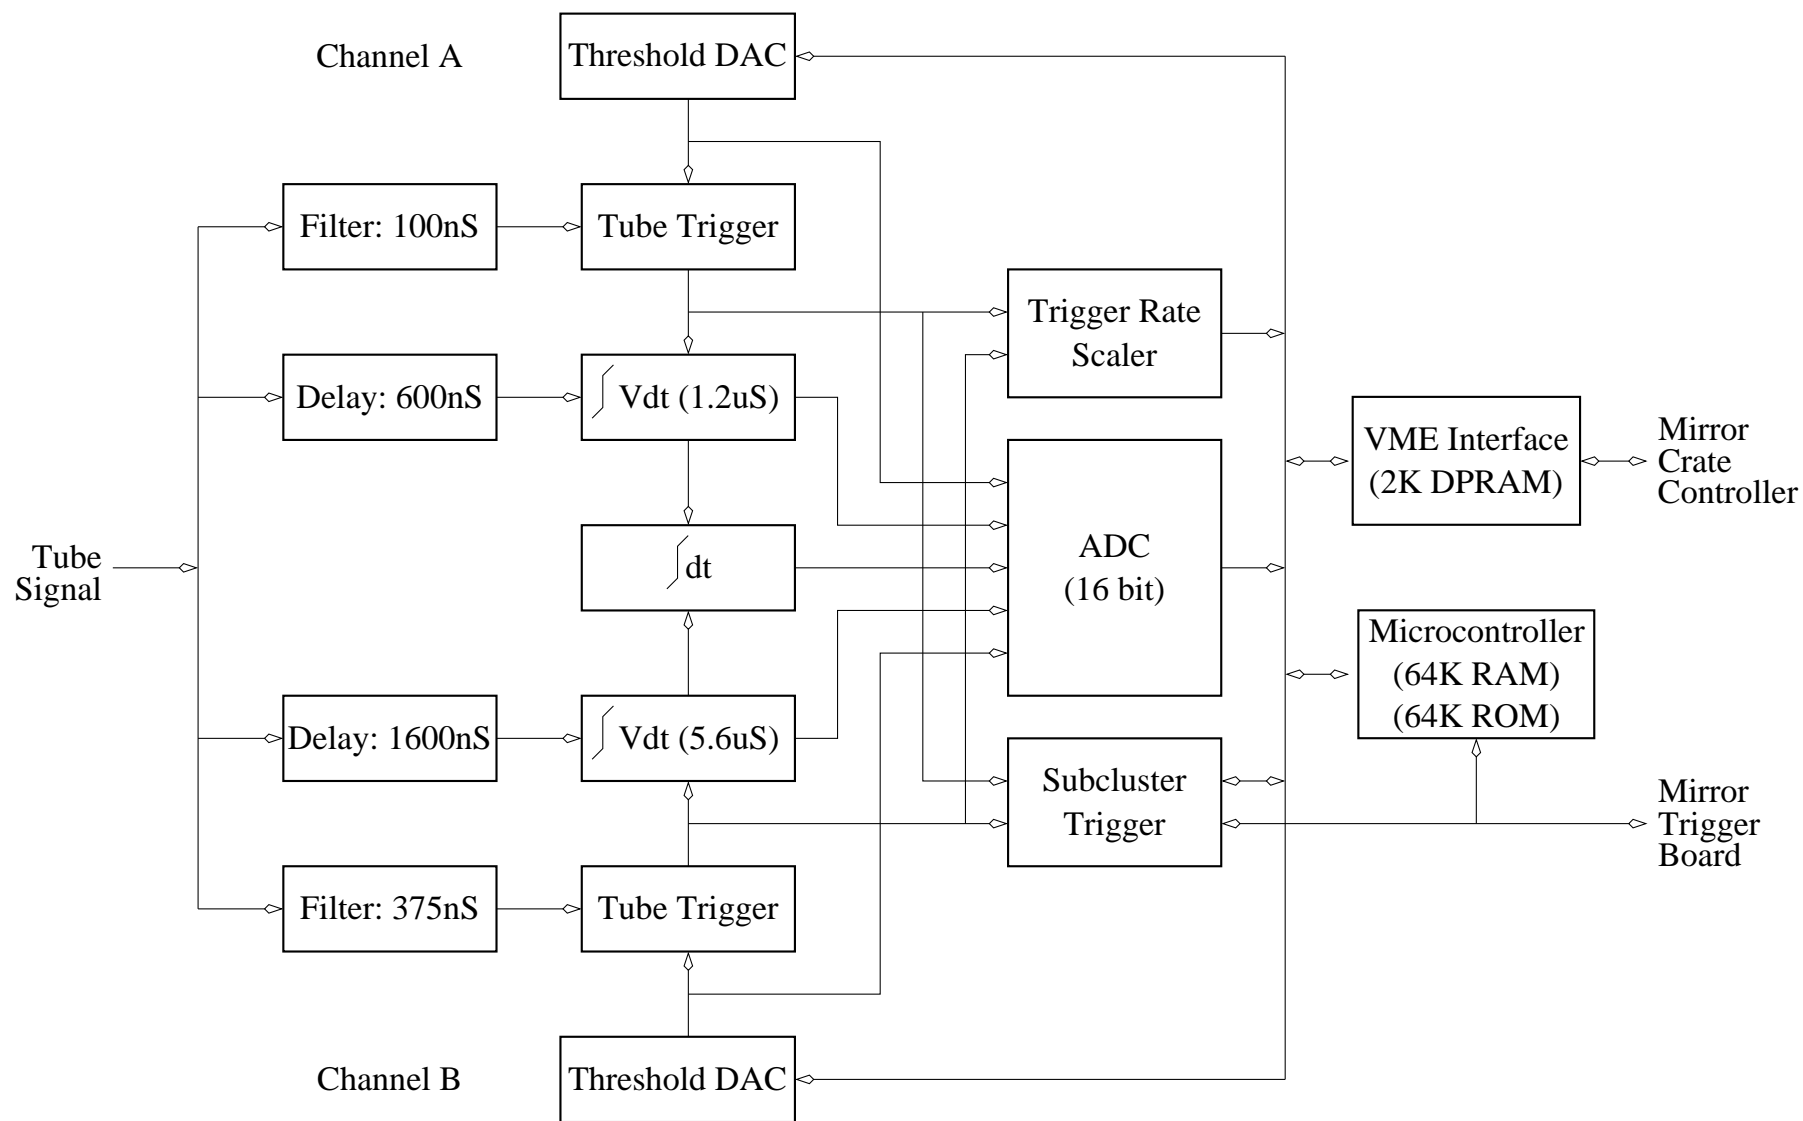 Channel A
Threshold DAC
Filter: 100nS
Tube Trigger
Trigger Rate
Scaler
Delay: 600nS
∫ Vdt (1.2uS)
VME Interface
(2K DPRAM)
Mirror
Crate
Controller
Tube
Signal
∫dt
ADC
(16 bit)
Microcontroller
(64K RAM)
(64K ROM)
Delay: 1600nS
∫ Vdt (5.6uS)
Subcluster
Trigger
Mirror
Trigger
Board
Filter: 375nS
Tube Trigger
Channel B
Threshold DAC